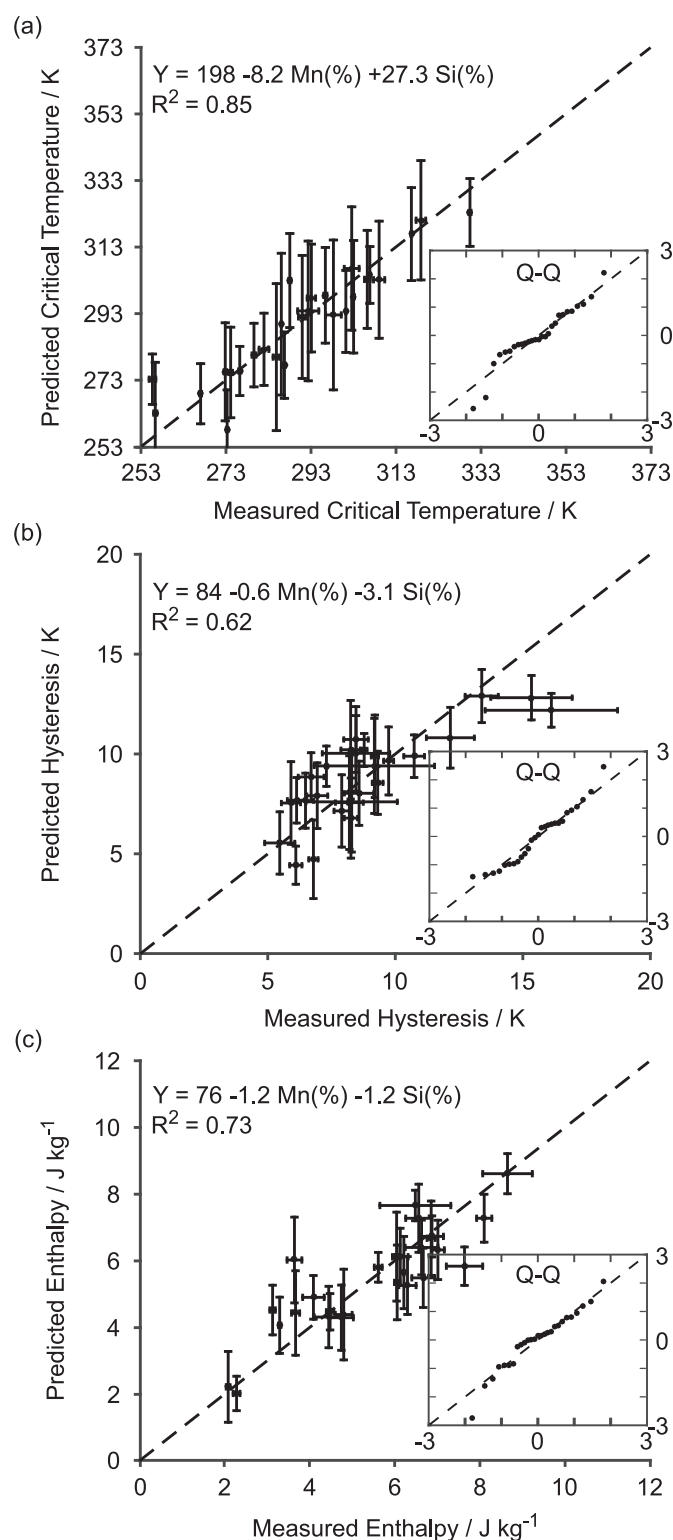 (a)
373
353
333
313
293
273
253
Predicted Critical Temperature / K
Y = 198 -8.2 Mn(%) +27.3 Si(%)
R² = 0.85
Q-Q
3
0
-3
-3 0 3
253 273 293 313 333 353 373
Measured Critical Temperature / K
(b)
20
15
10
5
0
Predicted Hysteresis / K
Y = 84 -0.6 Mn(%) -3.1 Si(%)
R² = 0.62
Q-Q
3
0
-3
-3 0 3
0 5 10 15 20
Measured Hysteresis / K
(c)
12
10
8
6
4
2
0
Predicted Enthalpy / J kg⁻¹
Y = 76 -1.2 Mn(%) -1.2 Si(%)
R² = 0.73
Q-Q
3
0
-3
-3 0 3
0 2 4 6 8 10 12
Measured Enthalpy / J kg⁻¹